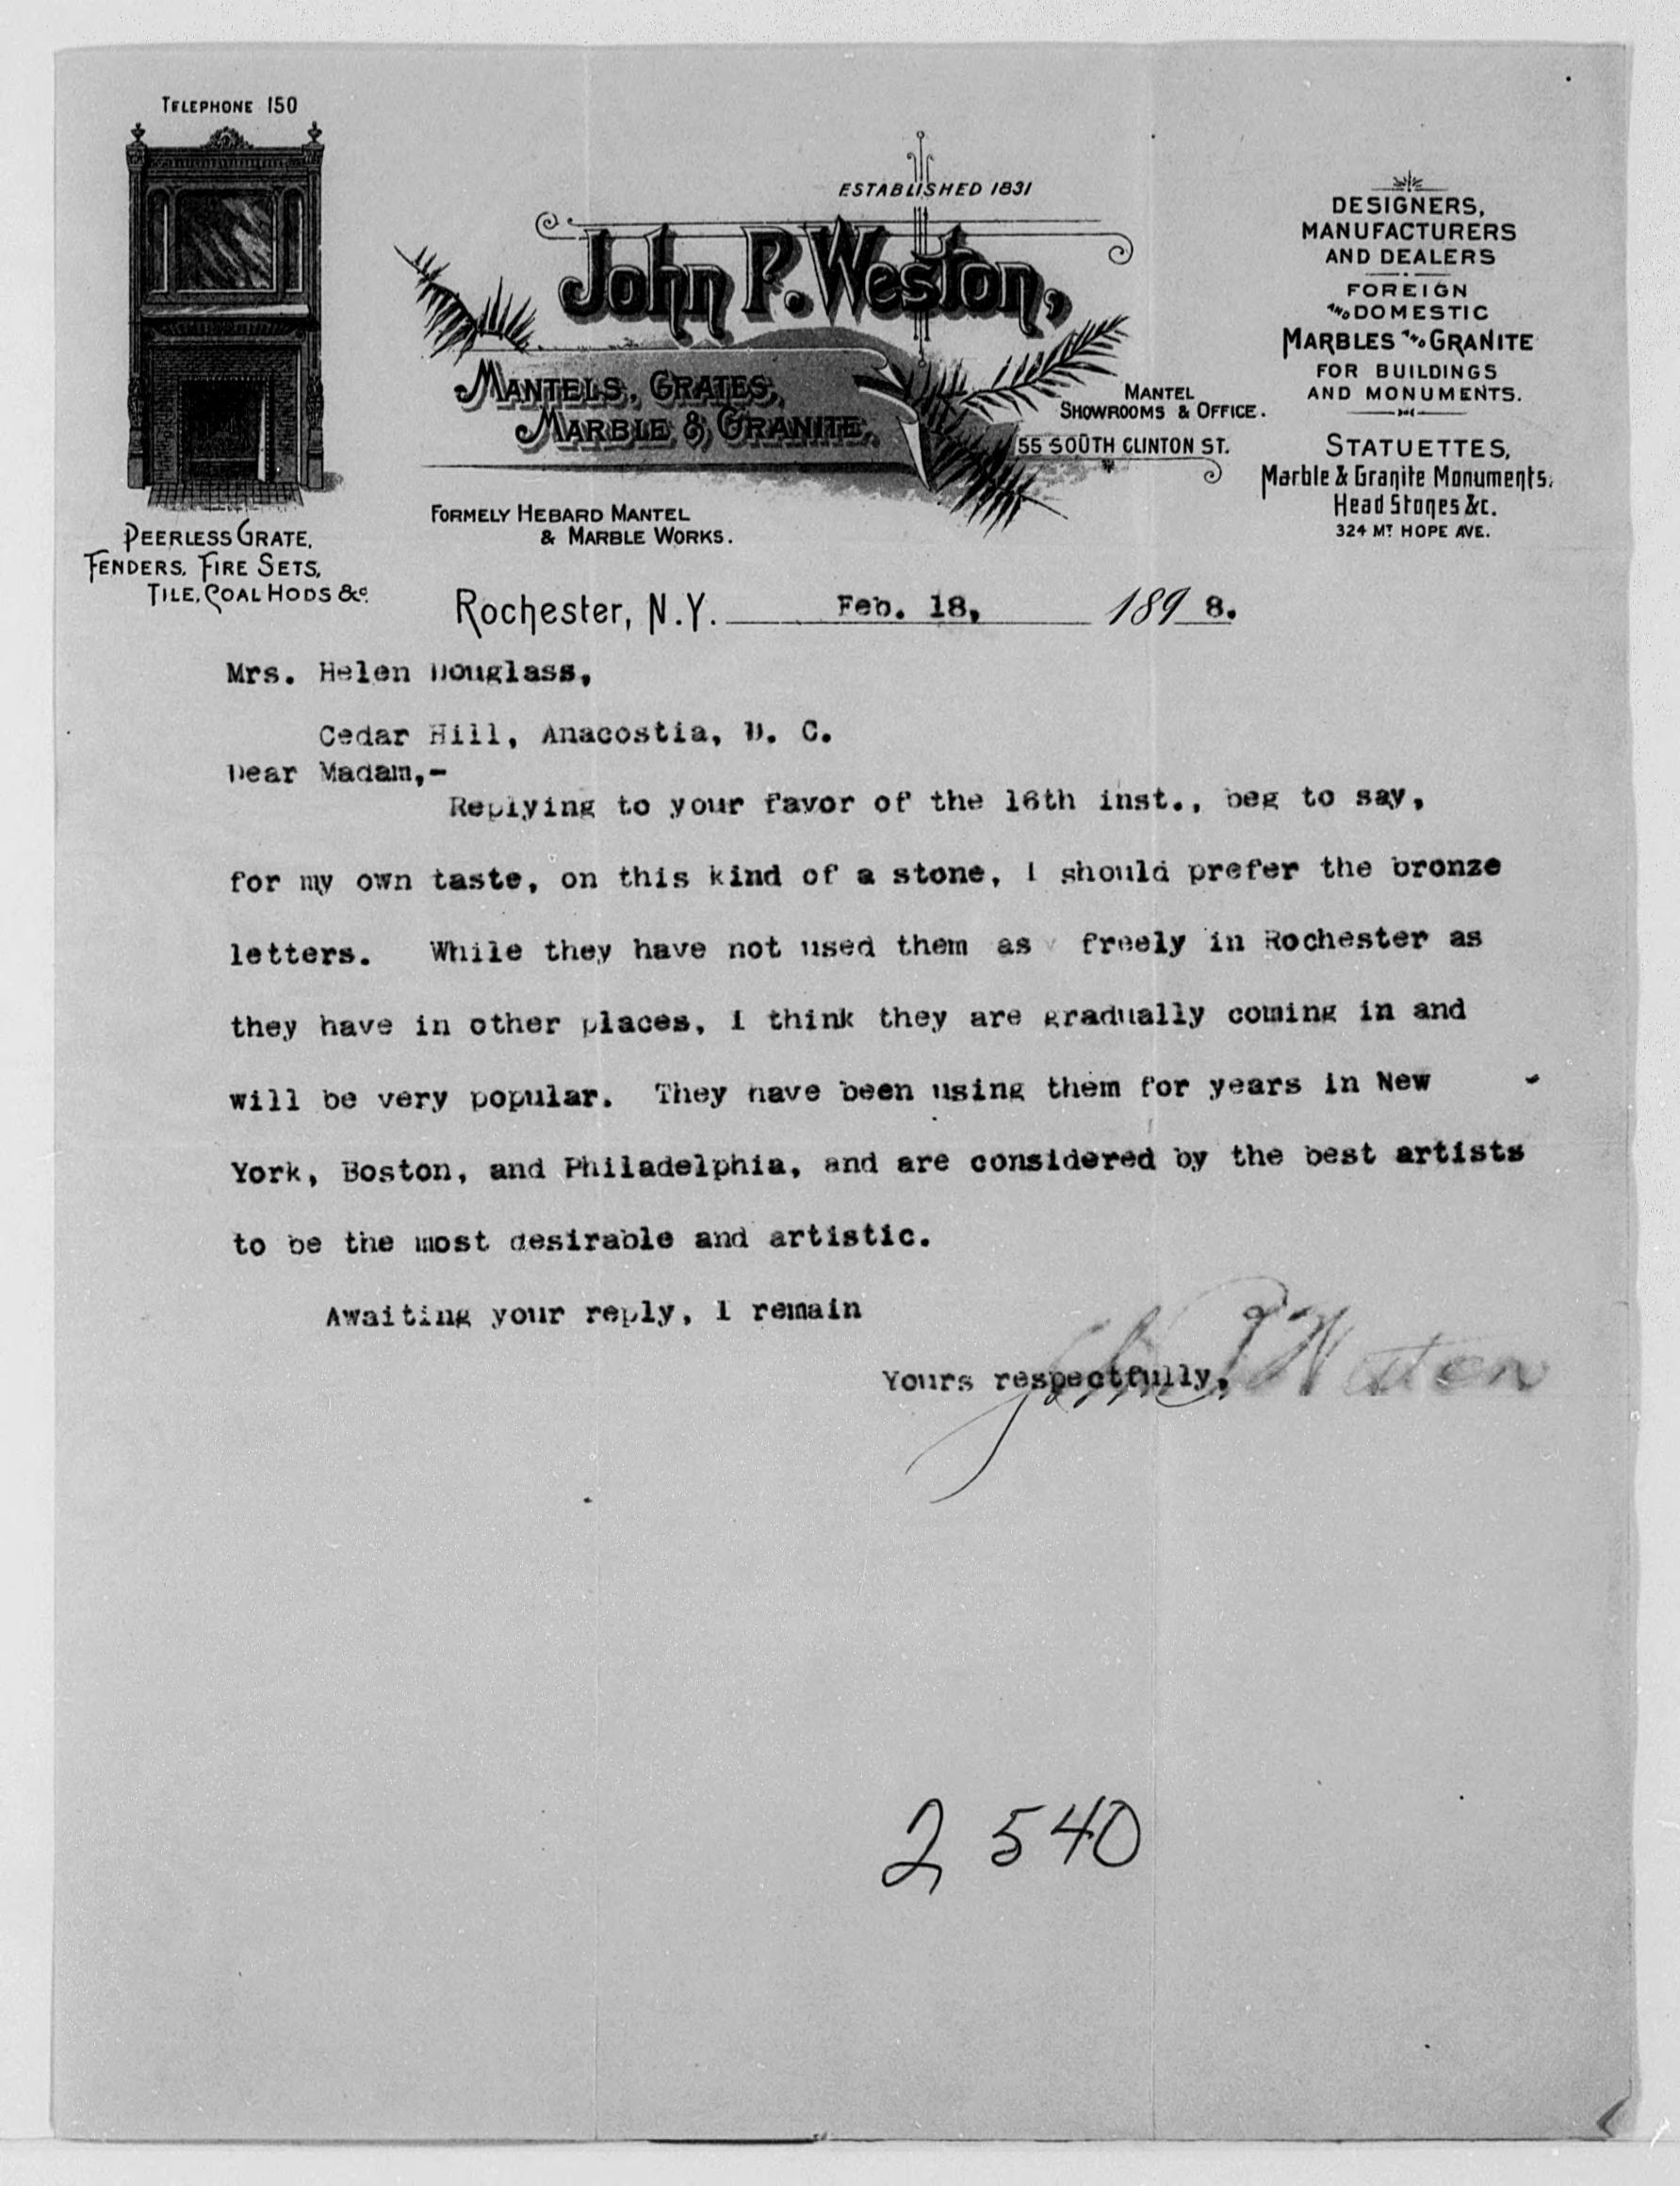 TELEPHONE 150
PEERLESS GRATE,
FENDERS, FIRE SETS,
TILE, COAL HODS &c.
ESTABLISHED 1831
John P. Weston,
MANTELS, GRATES,
MARBLE & GRANITE,
MANTEL
SHOWROOMS & OFFICE.
55 SOUTH CLINTON ST.
FORMELY HEBARD MANTEL
& MARBLE WORKS.
DESIGNERS,
MANUFACTURERS
AND DEALERS
FOREIGN
AND DOMESTIC
MARBLES AND GRANITE
FOR BUILDINGS
AND MONUMENTS.
STATUETTES,
Marble & Granite Monuments,
Head Stones &c.
324 MT HOPE AVE.
Rochester, N.Y. Feb. 18, 1898.
Mrs. Helen Douglass,
Cedar Hill, Anacostia, D. C.
Dear Madam,-
Replying to your favor of the 16th inst., beg to say,
for my own taste, on this kind of a stone, I should prefer the bronze
letters. While they have not used them as freely in Rochester as
they have in other places, I think they are gradually coming in and
will be very popular. They have been using them for years in New
York, Boston, and Philadelphia, and are considered by the best artists
to be the most desirable and artistic.
Awaiting your reply, I remain
Yours respectfully,
John P Weston
2 540